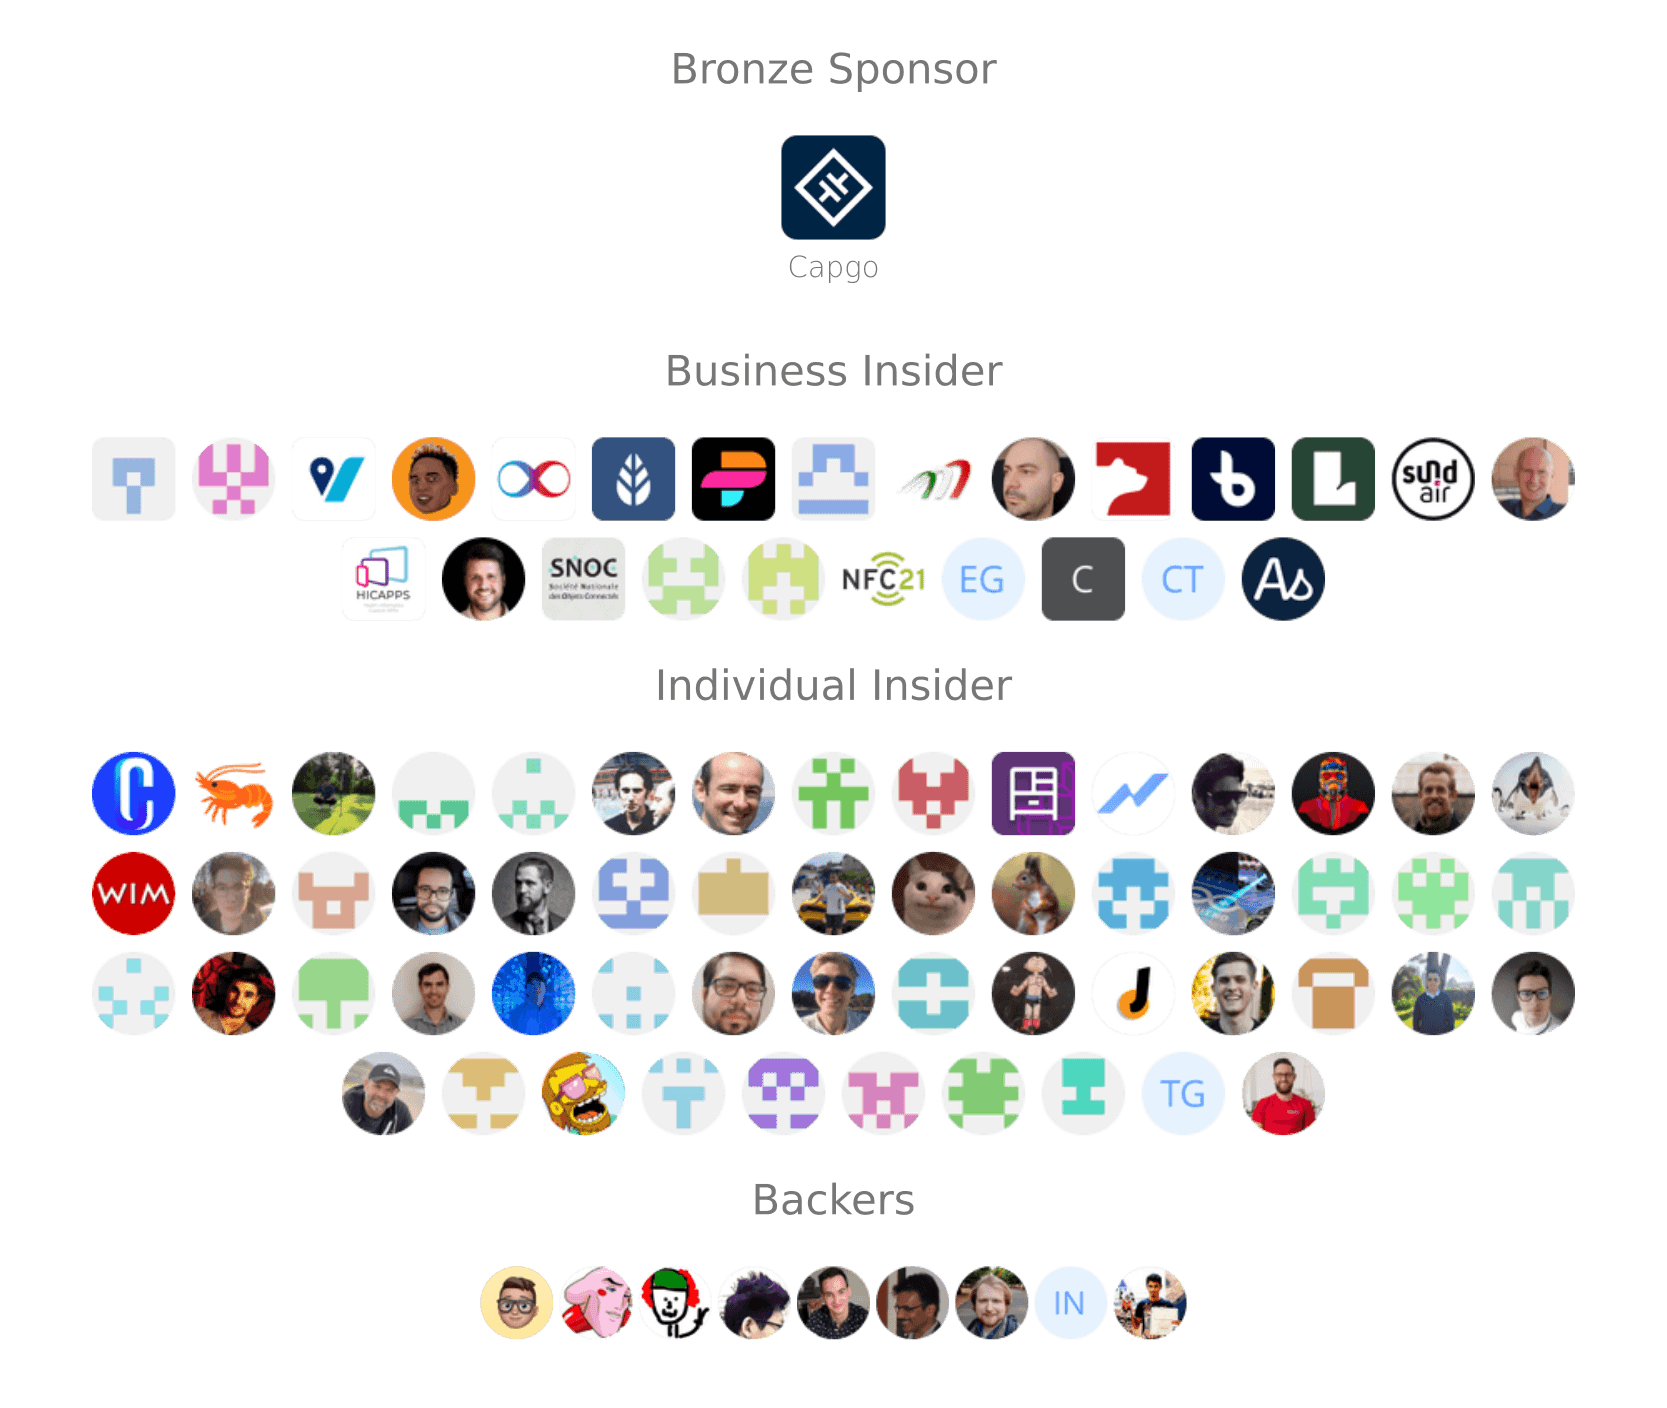 Bronze Sponsor
Capgo
Business Insider
sund
air
HICAPPS
SNOC
Société Nationale
des Objets Connectés
NFC21
EG
C
CT
As
Individual Insider
WIM
TG
Backers
IN